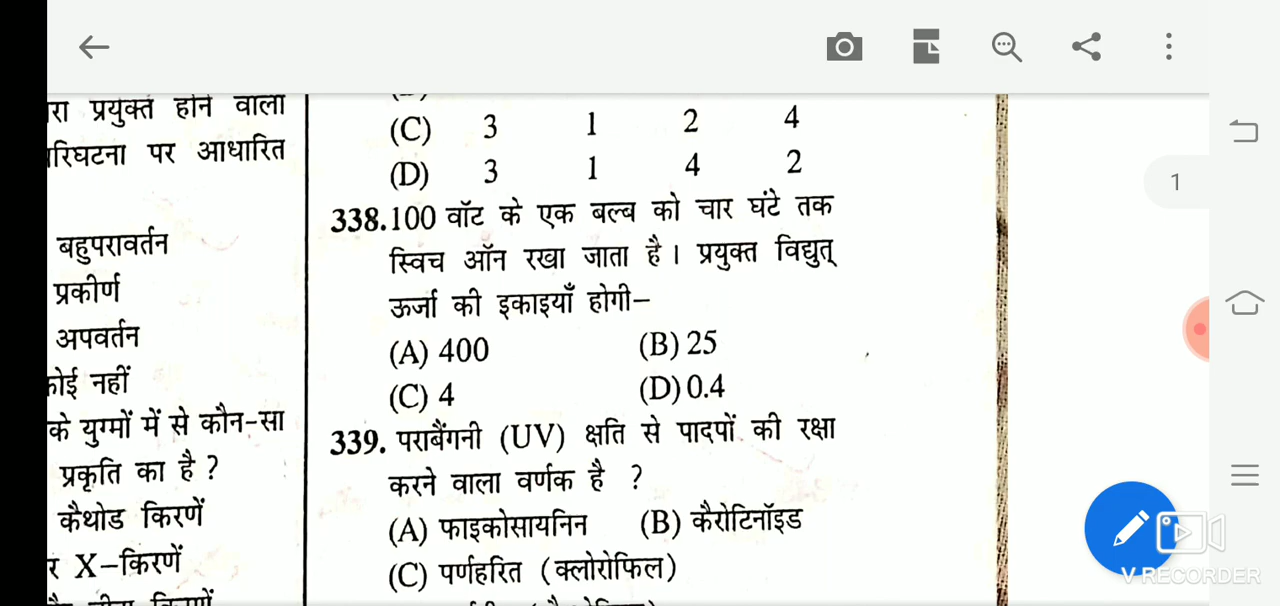 रा प्रयुक्त होने वाला
रिघटना पर आधारित
बहुपरावर्तन
प्रकीर्ण
अपवर्तन
कोई नहीं
के युग्मों में से कौन-सा
प्रकृति का है ?
कैथोड किरणें
र X-किरणें
(C) 3 1 2 4
(D) 3 1 4 2
338. 100 वॉट के एक बल्ब को चार घंटे तक
स्विच ऑन रखा जाता है। प्रयुक्त विद्युत्
ऊर्जा की इकाइयाँ होगी–
(A) 400 (B) 25
(C) 4 (D) 0.4
339. पराबैंगनी (UV) क्षति से पादपों की रक्षा
करने वाला वर्णक है ?
(A) फाइकोसायनिन (B) कैरोटिनॉइड
(C) पर्णहरित (क्लोरोफिल)
1
V RECORDER